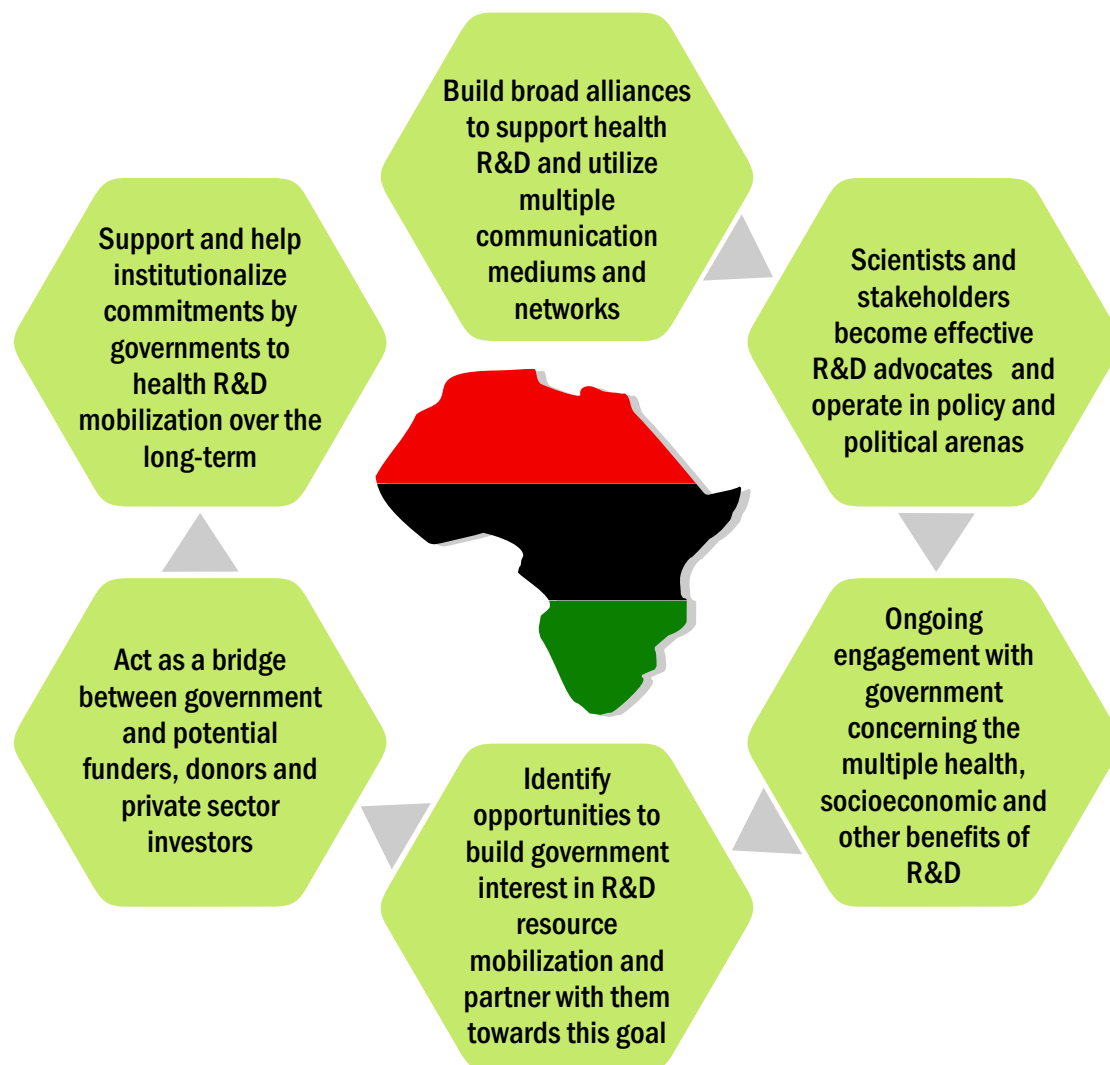 Build broad alliances
to support health
R&D and utilize
multiple
communication
mediums and
networks
Scientists and
stakeholders
become effective
R&D advocates and
operate in policy and
political arenas
Ongoing
engagement with
government
concerning the
multiple health,
socioeconomic and
other benefits of
R&D
Identify
opportunities to
build government
interest in R&D
resource
mobilization and
partner with them
towards this goal
Act as a bridge
between government
and potential
funders, donors and
private sector
investors
Support and help
institutionalize
commitments by
governments to
health R&D
mobilization over the
long-term